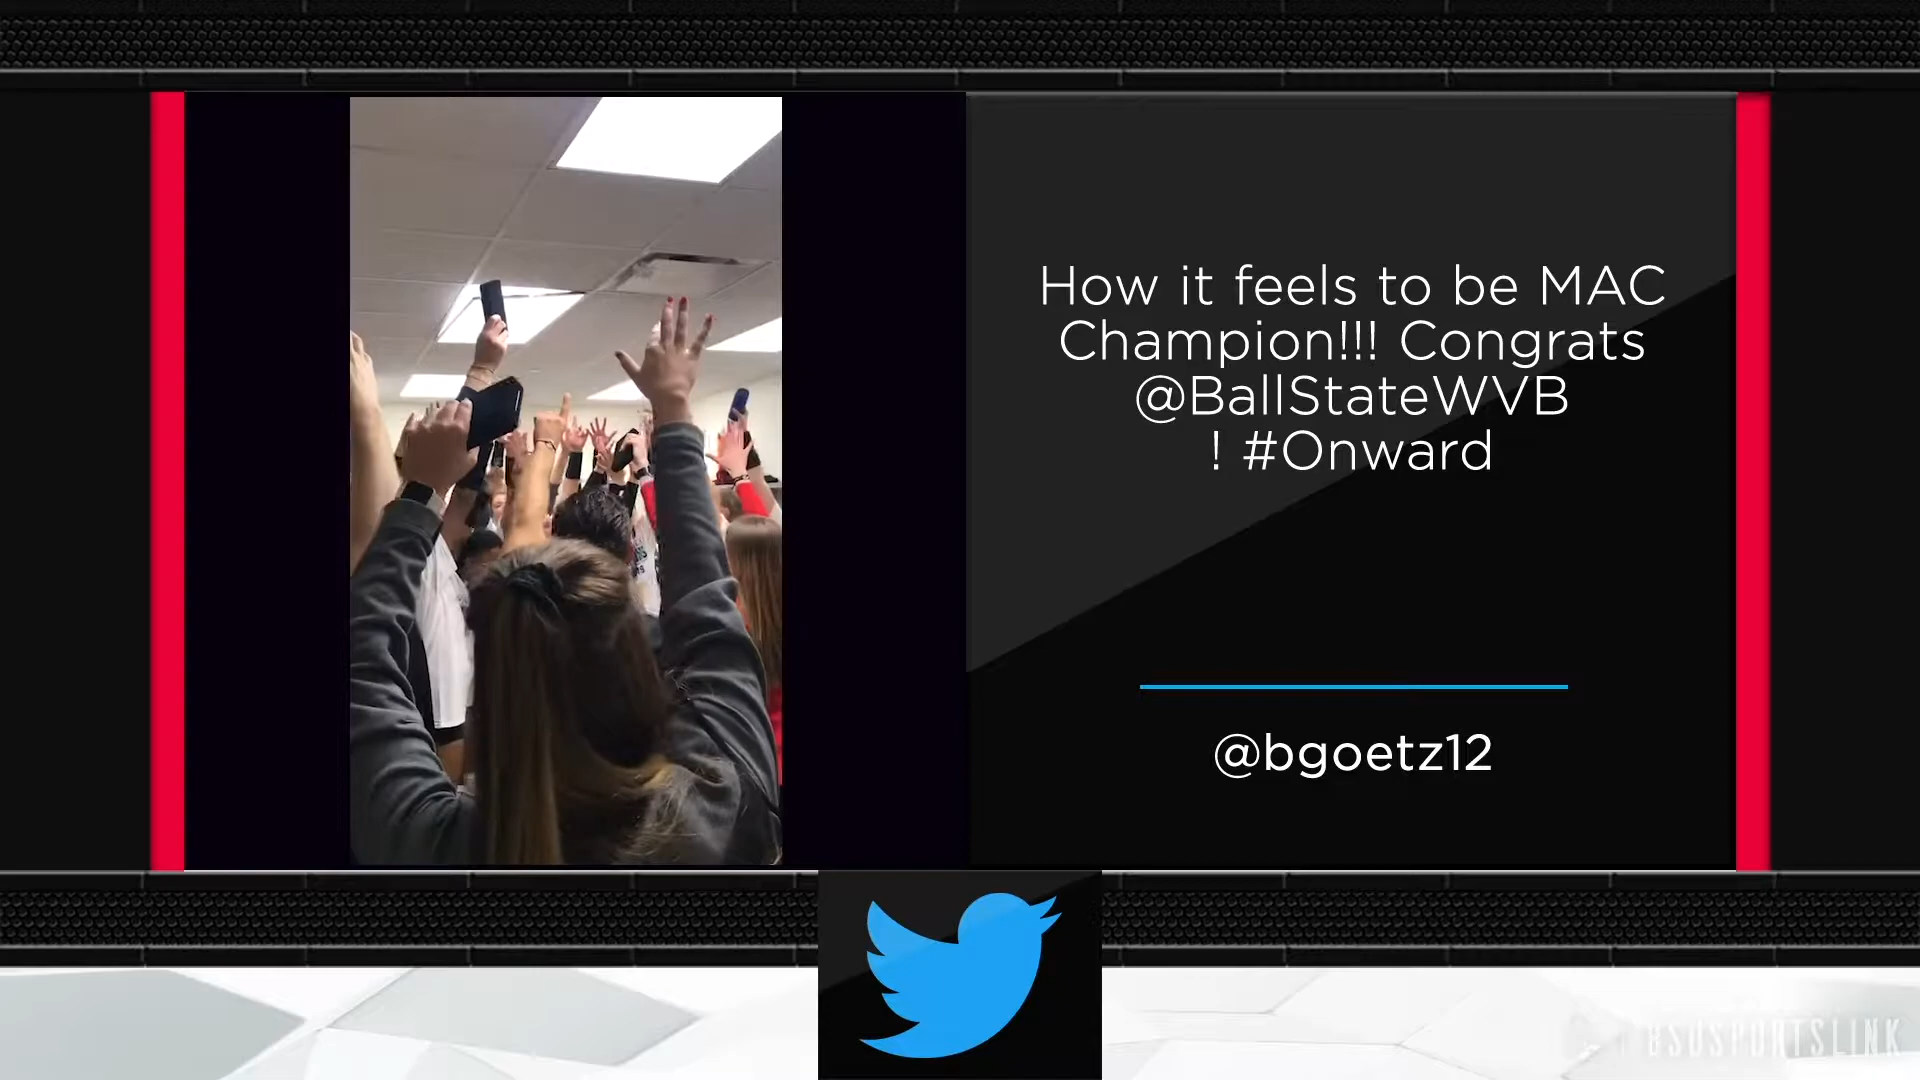 How it feels to be MAC
Champion!!! Congrats
@BallStateWVB
! #Onward
@bgoetz12
BSUSPORTSLINK